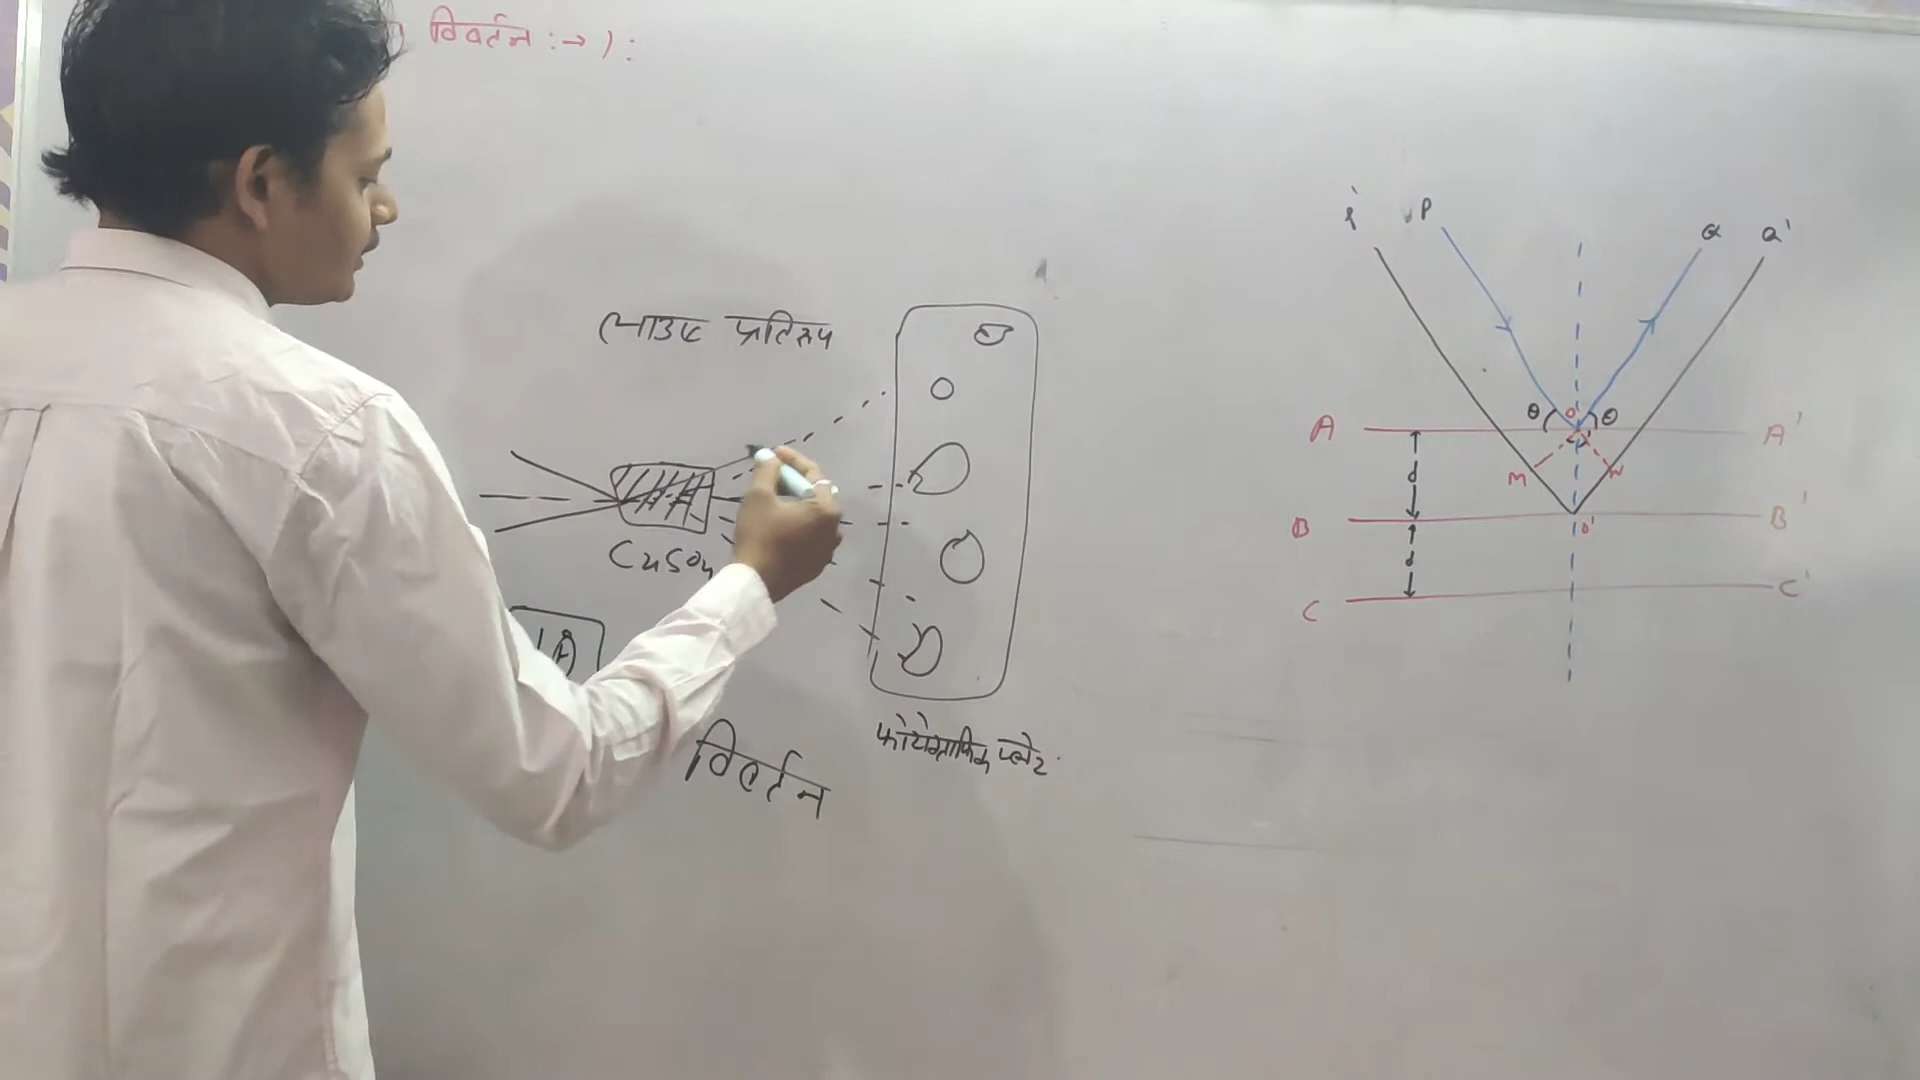 विवर्तन :→ ) :
लाउए प्रतिरूप
CuSO4
विवर्तन
फोटोग्राफिक प्लेट
P
Q
Q'
θ
O
θ
A
A'
d
M
N
B
B'
O'
d
C
C'